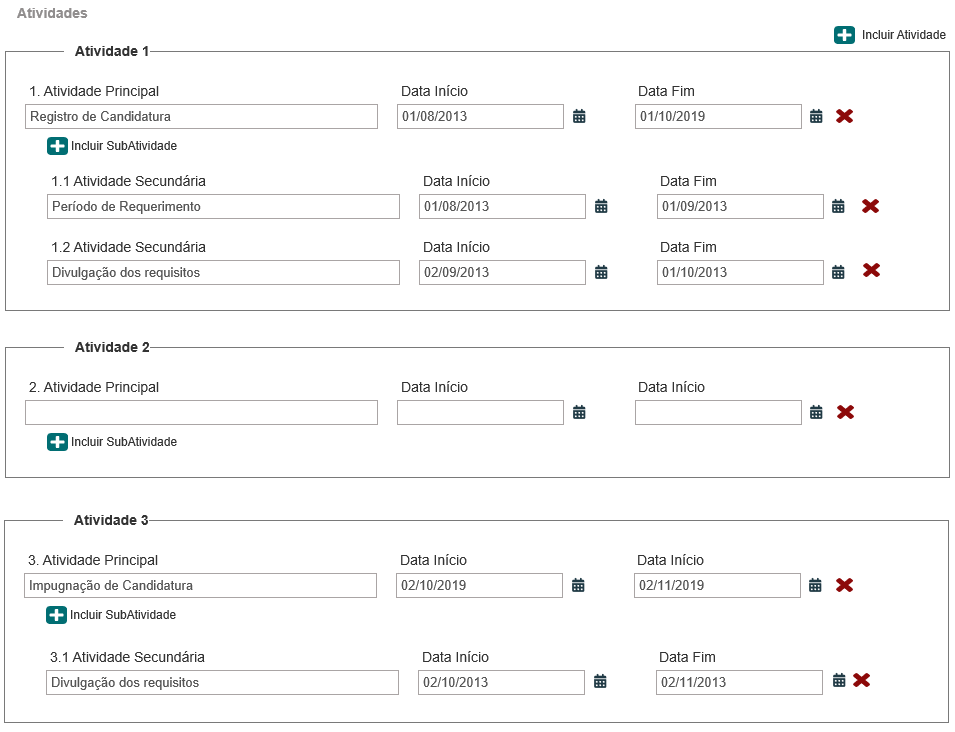 Atividades
Incluir Atividade
Atividade 1
1. Atividade Principal Data Início Data Fim
Registro de Candidatura 01/08/2013 01/10/2019
Incluir SubAtividade
1.1 Atividade Secundária Data Início Data Fim
Período de Requerimento 01/08/2013 01/09/2013
1.2 Atividade Secundária Data Início Data Fim
Divulgação dos requisitos 02/09/2013 01/10/2013
Atividade 2
2. Atividade Principal Data Início Data Início
Incluir SubAtividade
Atividade 3
3. Atividade Principal Data Início Data Início
Impugnação de Candidatura 02/10/2019 02/11/2019
Incluir SubAtividade
3.1 Atividade Secundária Data Início Data Fim
Divulgação dos requisitos 02/10/2013 02/11/2013